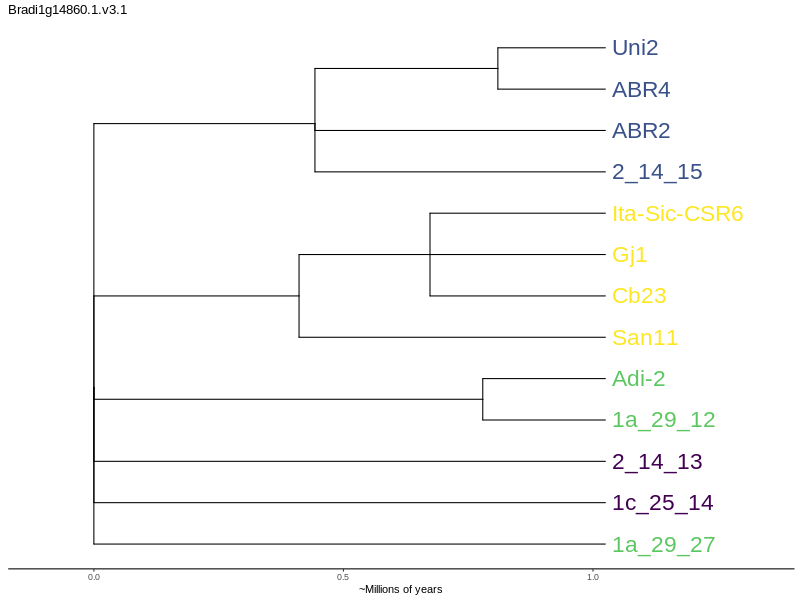 Bradi1g14860.1.v3.1
Uni2
ABR4
ABR2
2_14_15
Ita-Sic-CSR6
Gj1
Cb23
San11
Adi-2
1a_29_12
2_14_13
1c_25_14
1a_29_27
0.0 0.5 1.0
~Millions of years